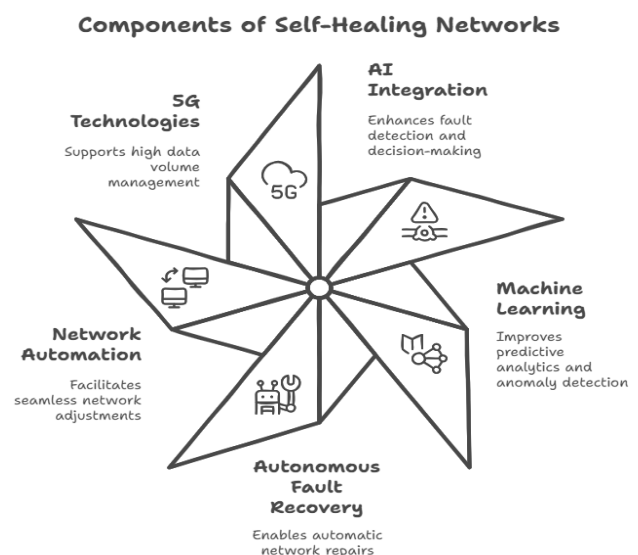 Components of Self-Healing Networks
AI
Integration
Enhances fault
detection and
decision-making
5G
Technologies
Supports high data
volume
management
5G
Machine
Learning
Improves
predictive
analytics and
anomaly detection
Network
Automation
Facilitates
seamless network
adjustments
Autonomous
Fault
Recovery
Enables automatic
network repairs